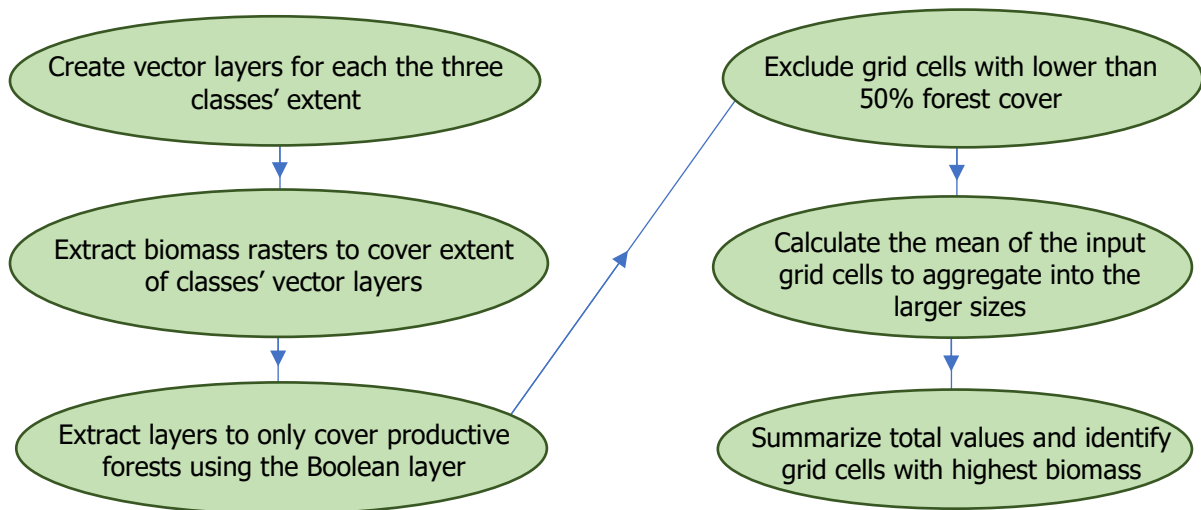 Create vector layers for each the three
classes’ extent
Extract biomass rasters to cover extent
of classes’ vector layers
Extract layers to only cover productive
forests using the Boolean layer
Exclude grid cells with lower than
50% forest cover
Calculate the mean of the input
grid cells to aggregate into the
larger sizes
Summarize total values and identify
grid cells with highest biomass